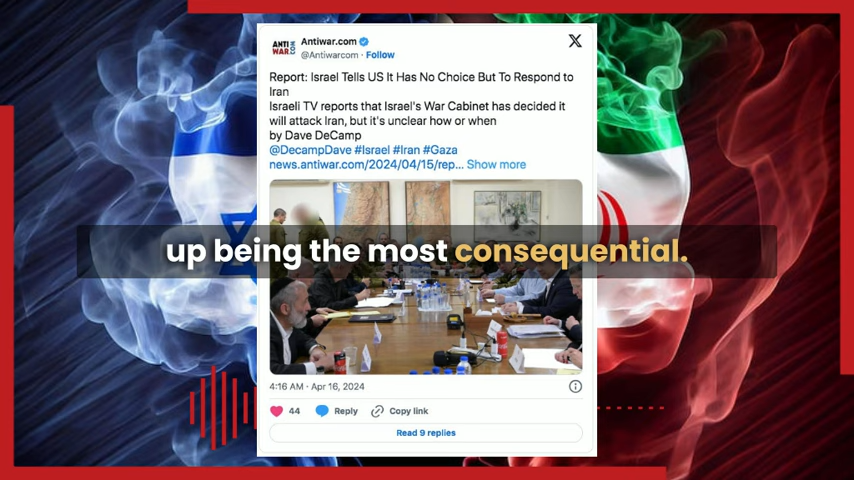 ANTI
WAR
COM
Antiwar.com
@Antiwarcom · Follow
X
Report: Israel Tells US It Has No Choice But To Respond to
Iran
Israeli TV reports that Israel's War Cabinet has decided it
will attack Iran, but it's unclear how or when
by Dave DeCamp
@DecampDave #Israel #Iran #Gaza
news.antiwar.com/2024/04/15/rep... Show more
up being the most consequential.
4:16 AM · Apr 16, 2024
44 Reply Copy link
Read 9 replies